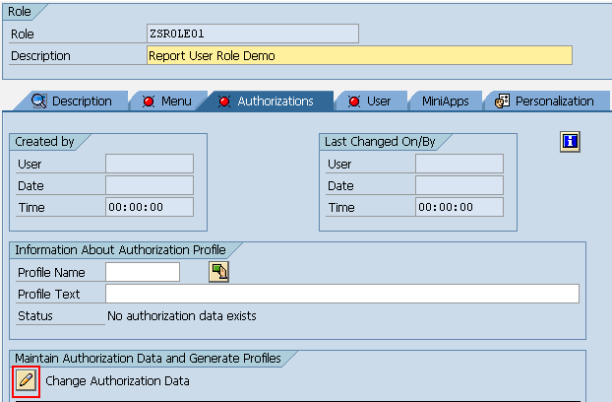 Role
Role ZSROLE01
Description Report User Role Demo
Description Menu Authorizations User MiniApps Personalization
Created by Last Changed On/By
User User
Date Date
Time 00:00:00 Time 00:00:00
Information About Authorization Profile
Profile Name
Profile Text
Status No authorization data exists
Maintain Authorization Data and Generate Profiles
Change Authorization Data